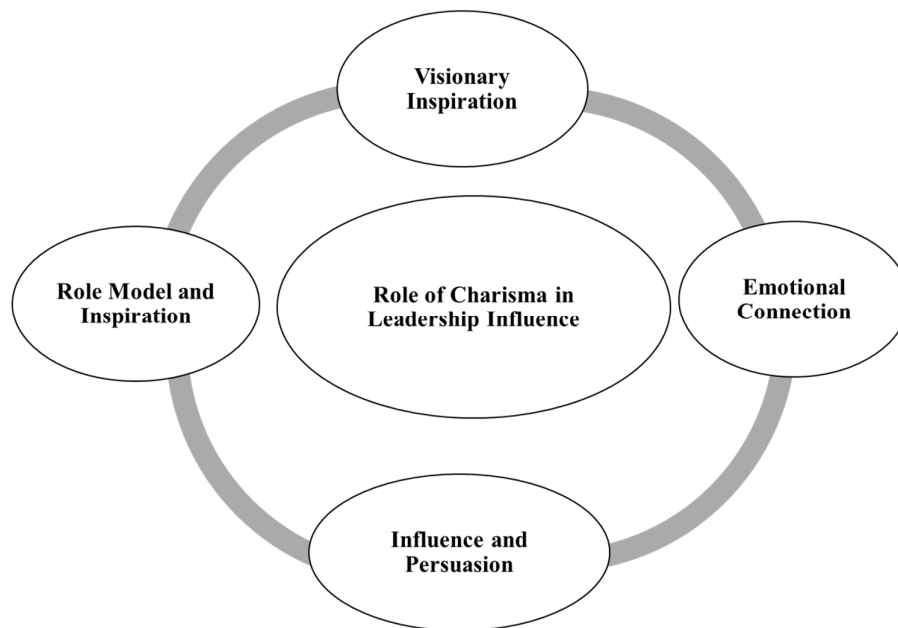 Visionary
Inspiration
Role Model and
Inspiration
Role of Charisma in
Leadership Influence
Emotional
Connection
Influence and
Persuasion